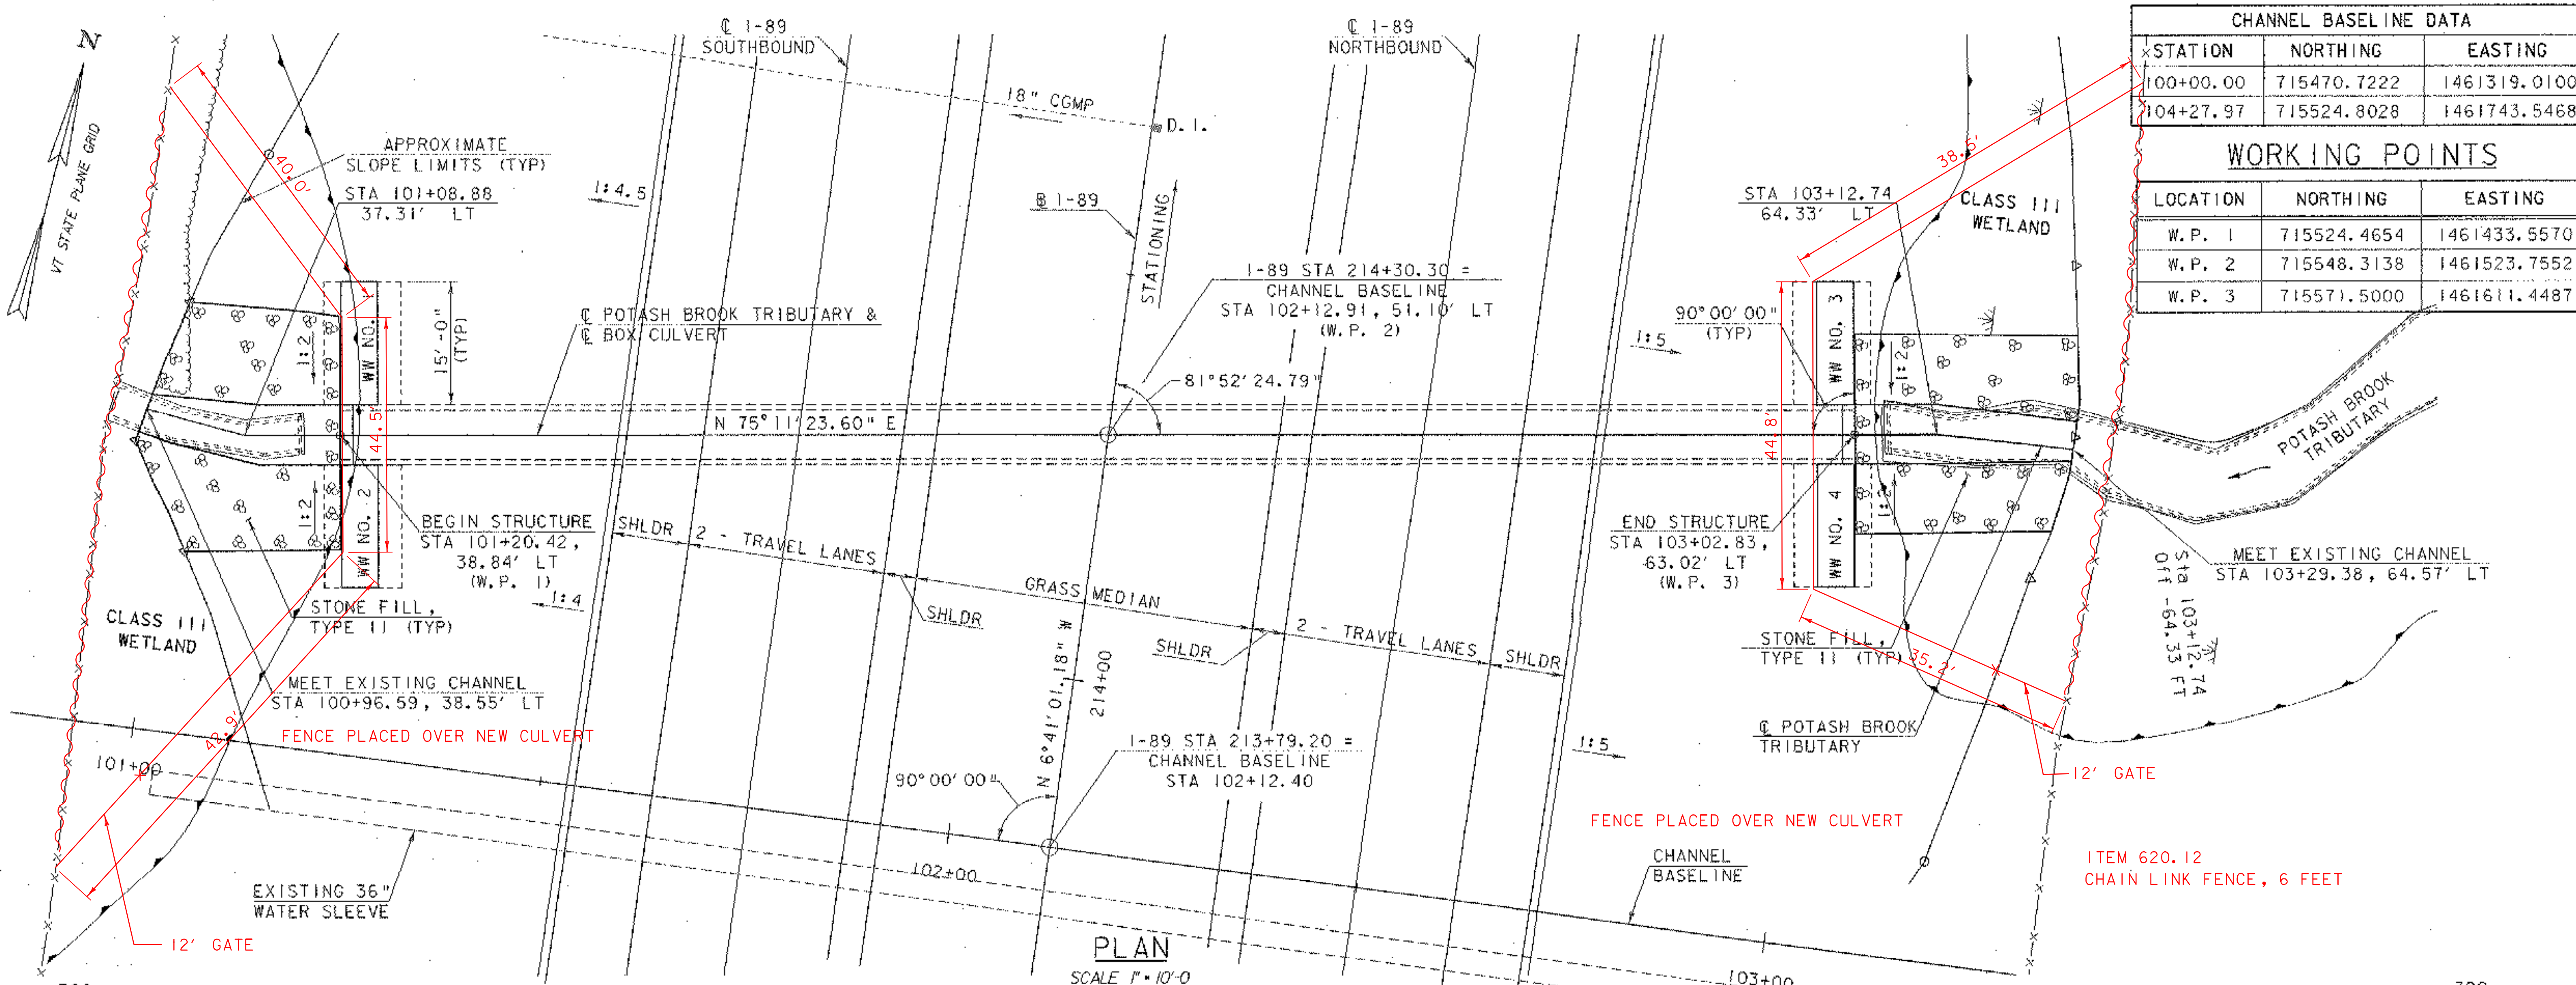 ℄ I-89
SOUTHBOUND
℄ I-89
NORTHBOUND
CHANNEL BASELINE DATA
STATION NORTHING EASTING
100+00.00 715470.7222 1461319.0100
104+27.97 715524.8028 1461743.5468
WORKING POINTS
LOCATION NORTHING EASTING
W.P. 1 715524.4654 1461433.5570
W.P. 2 715548.3138 1461523.7552
W.P. 3 715571.5000 1461611.4487
N
VT STATE PLANE GRID
18" CGMP
D.I.
APPROXIMATE
SLOPE LIMITS (TYP)
40.0'
STA 101+08.88
37.31' LT
1:4.5
B I-89
STATIONING
38.5'
STA 103+12.74
64.33' LT
CLASS III
WETLAND
I-89 STA 214+30.30 =
CHANNEL BASELINE
STA 102+12.91, 51.10' LT
(W.P. 2)
15'-0"
(TYP)
℄ POTASH BROOK TRIBUTARY &
℄ BOX CULVERT
1:2
WW NO.
44.5'
81°52'24.79"
N 75°11'23.60" E
1:5
90°00'00"
(TYP)
WW NO. 3
1:2
44.8'
POTASH BROOK
TRIBUTARY
1:2
WW NO. 2
BEGIN STRUCTURE
STA 101+20.42,
38.84' LT
(W.P. 1)
1:4
SHLDR
2 - TRAVEL LANES
SHLDR
GRASS MEDIAN
SHLDR
2 - TRAVEL LANES
SHLDR
END STRUCTURE
STA 103+02.83,
63.02' LT
(W.P. 3)
WW NO. 4
1:2
MEET EXISTING CHANNEL
STA 103+29.38, 64.57' LT
Sta 103+12.74
Off -64.33 FT
CLASS III
WETLAND
STONE FILL,
TYPE II (TYP)
STONE FILL,
TYPE II (TYP)
35.2'
MEET EXISTING CHANNEL
STA 100+96.59, 38.55' LT
42.9'
FENCE PLACED OVER NEW CULVERT
N 6°41'01.18" W
214+00
I-89 STA 213+79.20 =
CHANNEL BASELINE
STA 102+12.40
90°00'00"
1:5
℄ POTASH BROOK
TRIBUTARY
12' GATE
101+00
FENCE PLACED OVER NEW CULVERT
EXISTING 36"
WATER SLEEVE
102+00
CHANNEL
BASELINE
ITEM 620.12
CHAIN LINK FENCE, 6 FEET
12' GATE
PLAN
SCALE 1" = 10'-0
103+00